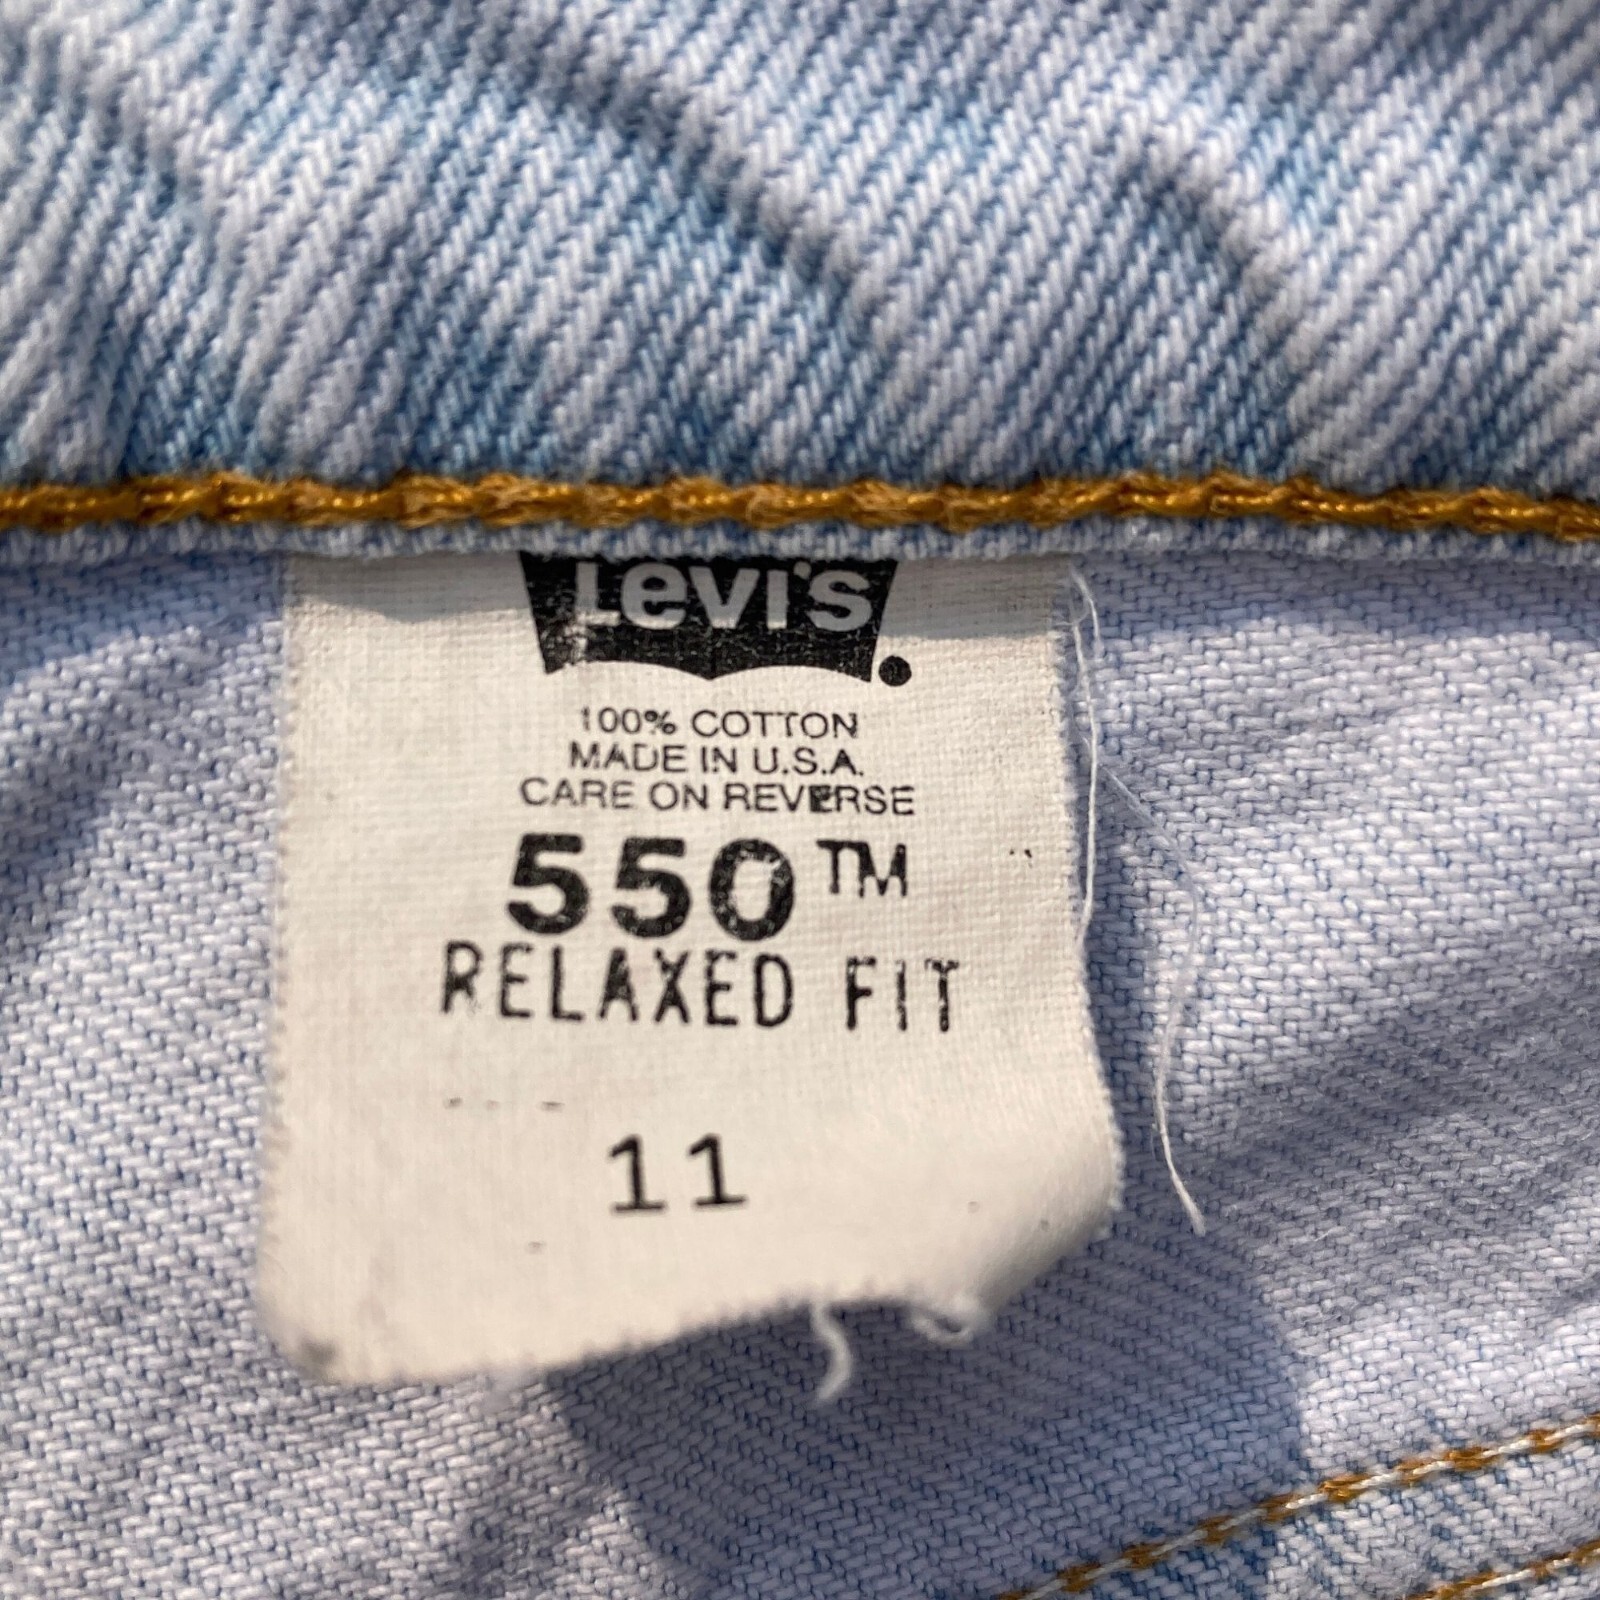 Levi's
100% COTTON
MADE IN U.S.A.
CARE ON REVERSE
550™
RELAXED FIT
11